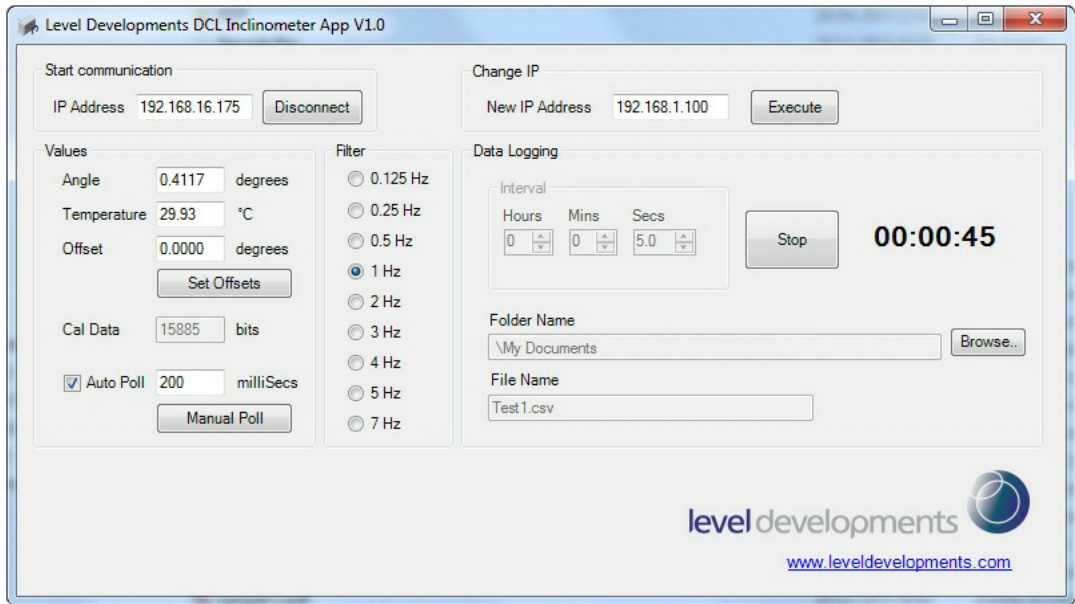 Level Developments DCL Inclinometer App V1.0
Start communication
IP Address 192.168.16.175 Disconnect
Change IP
New IP Address 192.168.1.100 Execute
Values
Angle 0.4117 degrees
Temperature 29.93 °C
Offset 0.0000 degrees
Set Offsets
Cal Data 15885 bits
Auto Poll 200 milliSecs
Manual Poll
Filter
0.125 Hz
0.25 Hz
0.5 Hz
1 Hz
2 Hz
3 Hz
4 Hz
5 Hz
7 Hz
Data Logging
Interval
Hours Mins Secs
0 0 5.0
Stop
00:00:45
Folder Name
\My Documents
Browse..
File Name
Test1.csv
level developments
www.leveldevelopments.com